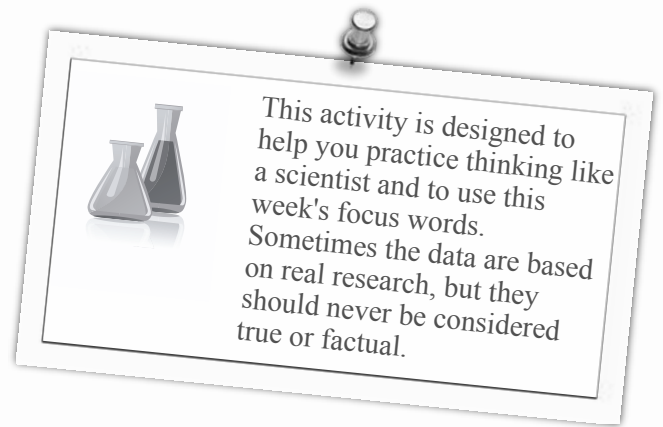 This activity is designed to
help you practice thinking like
a scientist and to use this
week's focus words.
Sometimes the data are based
on real research, but they
should never be considered
true or factual.